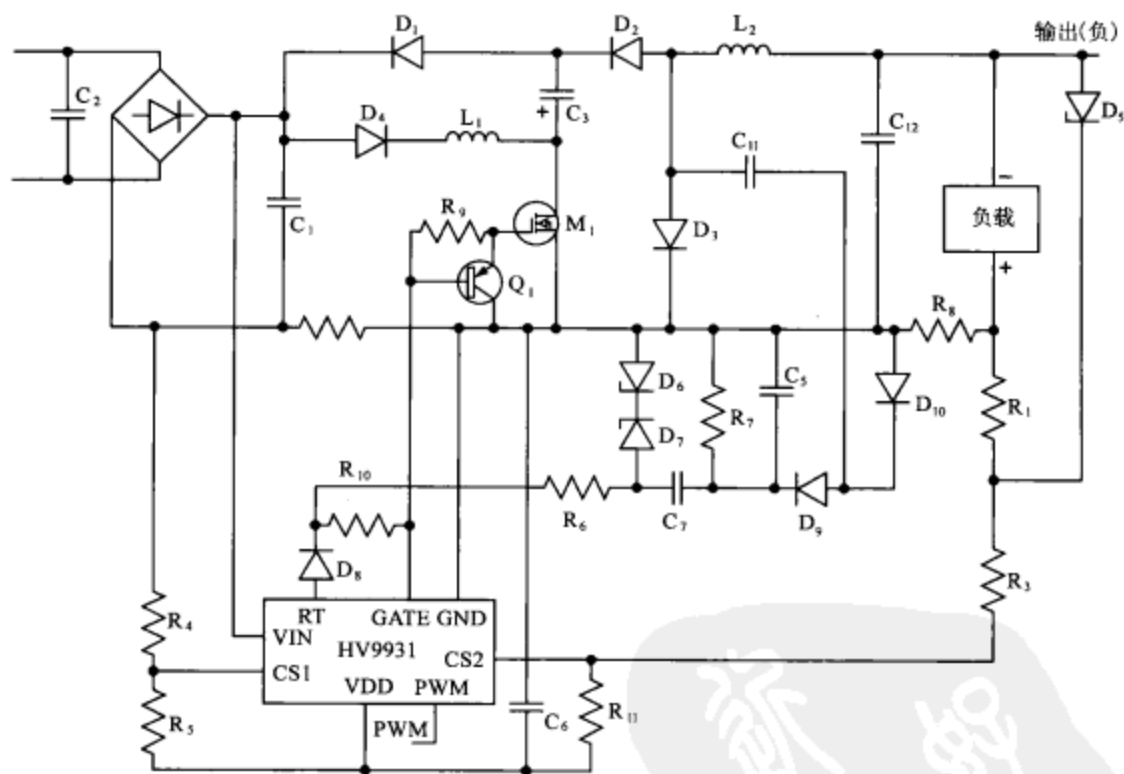 D₁
D₂
L₂
输出(负)
C₂
C₃
+
D₄
L₁
C₁₂
D₅
C₁₁
C₁
R₉
M₁
D₃
−
负载
+
Q₁
R₈
D₆
C₅
D₁₀
R₁
R₇
D₇
R₁₀
R₆
C₇
D₉
D₈
R₃
R₄
RT
GATE
GND
VIN
HV9931
CS1
CS2
VDD
PWM
R₅
PWM
C₆
R₁₁